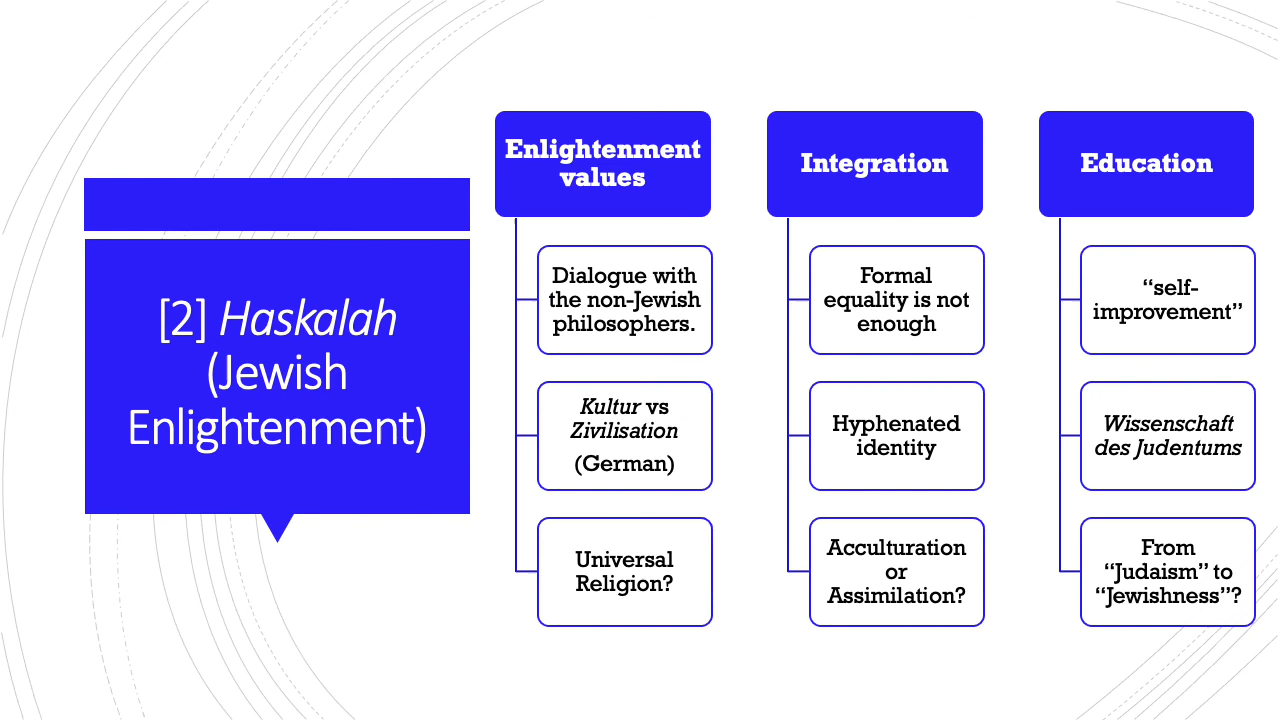 [2] Haskalah
(Jewish
Enlightenment)
Enlightenment
values
Dialogue with
the non-Jewish
philosophers.
Kultur vs
Zivilisation
(German)
Universal
Religion?
Integration
Formal
equality is not
enough
Hyphenated
identity
Acculturation
or
Assimilation?
Education
“self-
improvement”
Wissenschaft
des Judentums
From
“Judaism” to
“Jewishness”?